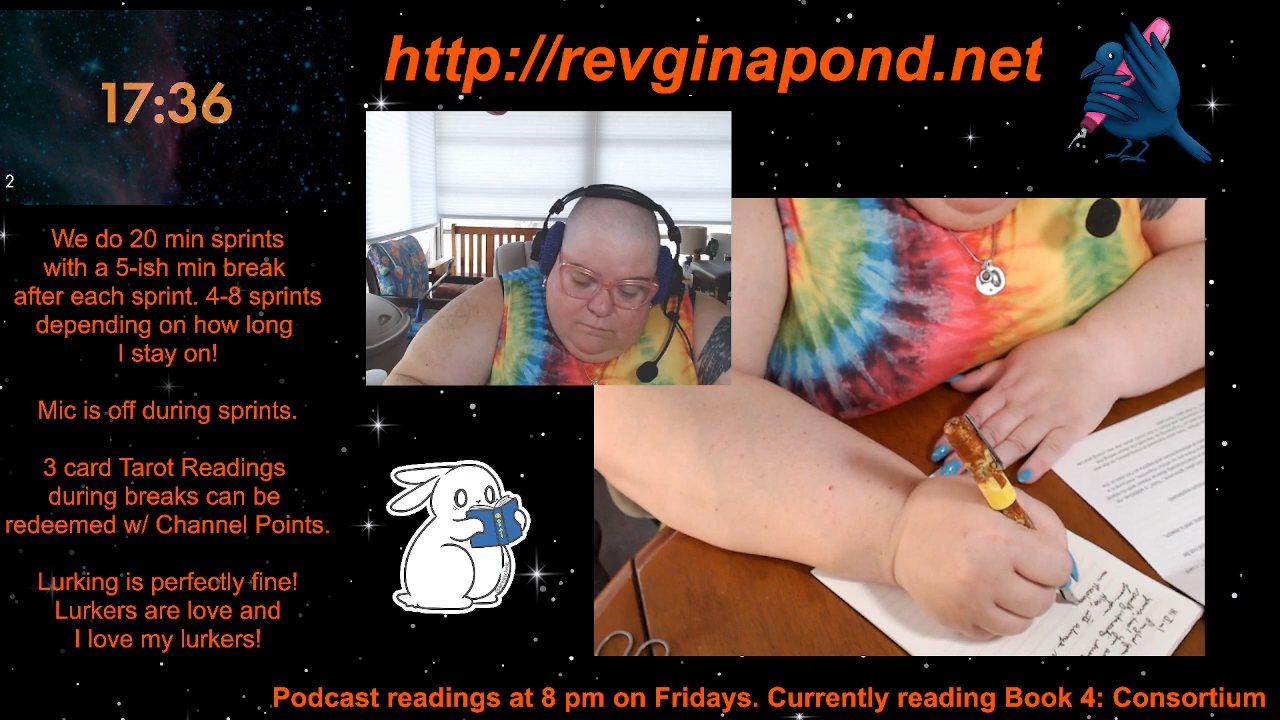 http://revginapond.net
17:36
2
We do 20 min sprints
with a 5-ish min break
after each sprint. 4-8 sprints
depending on how long
I stay on!
Mic is off during sprints.
3 card Tarot Readings
during breaks can be
redeemed w/ Channel Points.
Lurking is perfectly fine!
Lurkers are love and
I love my lurkers!
Podcast readings at 8 pm on Fridays. Currently reading Book 4: Consortium